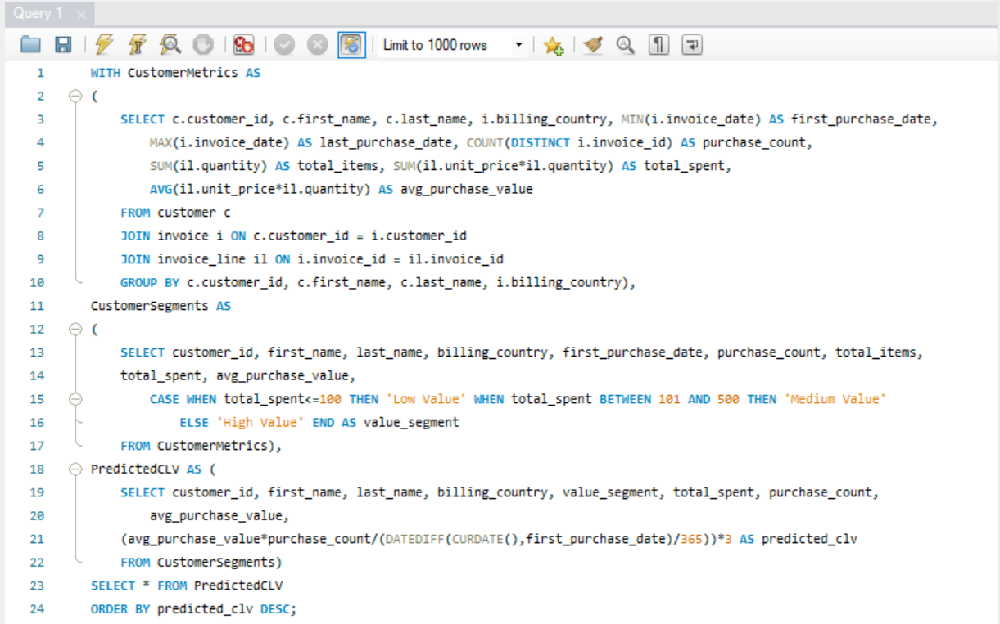 Query 1 ×
Limit to 1000 rows
1 WITH CustomerMetrics AS
2 (
3 SELECT c.customer_id, c.first_name, c.last_name, i.billing_country, MIN(i.invoice_date) AS first_purchase_date,
4 MAX(i.invoice_date) AS last_purchase_date, COUNT(DISTINCT i.invoice_id) AS purchase_count,
5 SUM(il.quantity) AS total_items, SUM(il.unit_price*il.quantity) AS total_spent,
6 AVG(il.unit_price*il.quantity) AS avg_purchase_value
7 FROM customer c
8 JOIN invoice i ON c.customer_id = i.customer_id
9 JOIN invoice_line il ON i.invoice_id = il.invoice_id
10 GROUP BY c.customer_id, c.first_name, c.last_name, i.billing_country),
11 CustomerSegments AS
12 (
13 SELECT customer_id, first_name, last_name, billing_country, first_purchase_date, purchase_count, total_items,
14 total_spent, avg_purchase_value,
15 CASE WHEN total_spent<=100 THEN 'Low Value' WHEN total_spent BETWEEN 101 AND 500 THEN 'Medium Value'
16 ELSE 'High Value' END AS value_segment
17 FROM CustomerMetrics),
18 PredictedCLV AS (
19 SELECT customer_id, first_name, last_name, billing_country, value_segment, total_spent, purchase_count,
20 avg_purchase_value,
21 (avg_purchase_value*purchase_count/(DATEDIFF(CURDATE(),first_purchase_date)/365))*3 AS predicted_clv
22 FROM CustomerSegments)
23 SELECT * FROM PredictedCLV
24 ORDER BY predicted_clv DESC;